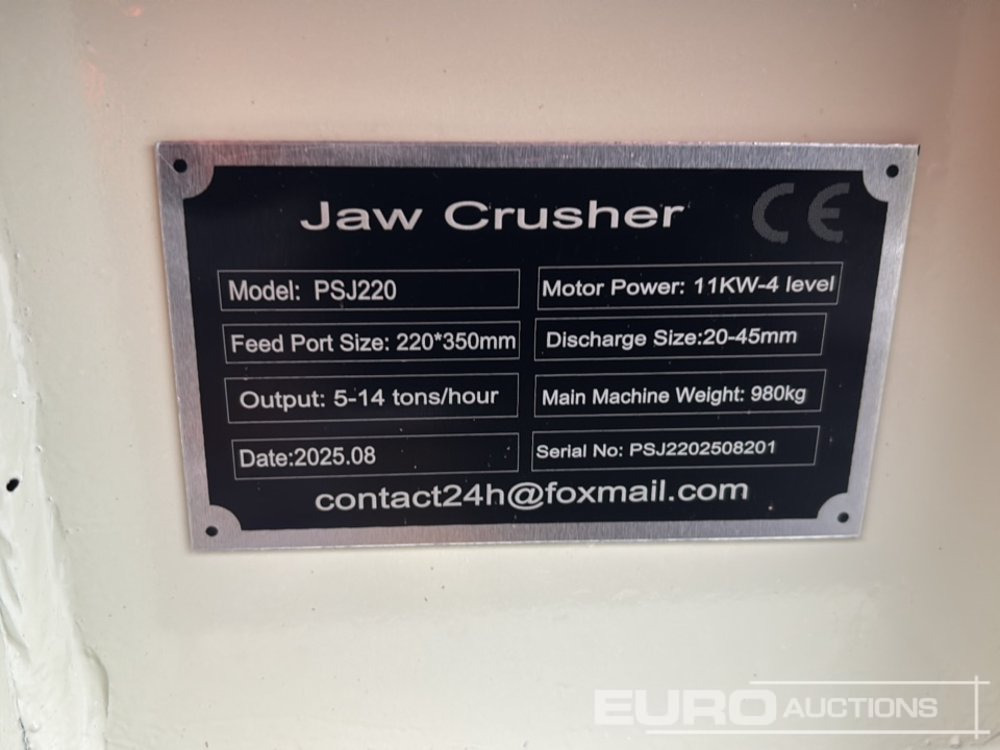 Jaw Crusher CE
Model: PSJ220
Motor Power: 11KW-4 level
Feed Port Size: 220*350mm
Discharge Size:20-45mm
Output: 5-14 tons/hour
Main Machine Weight: 980kg
Date:2025.08
Serial No: PSJ2202508201
contact24h@foxmail.com
EURO AUCTIONS